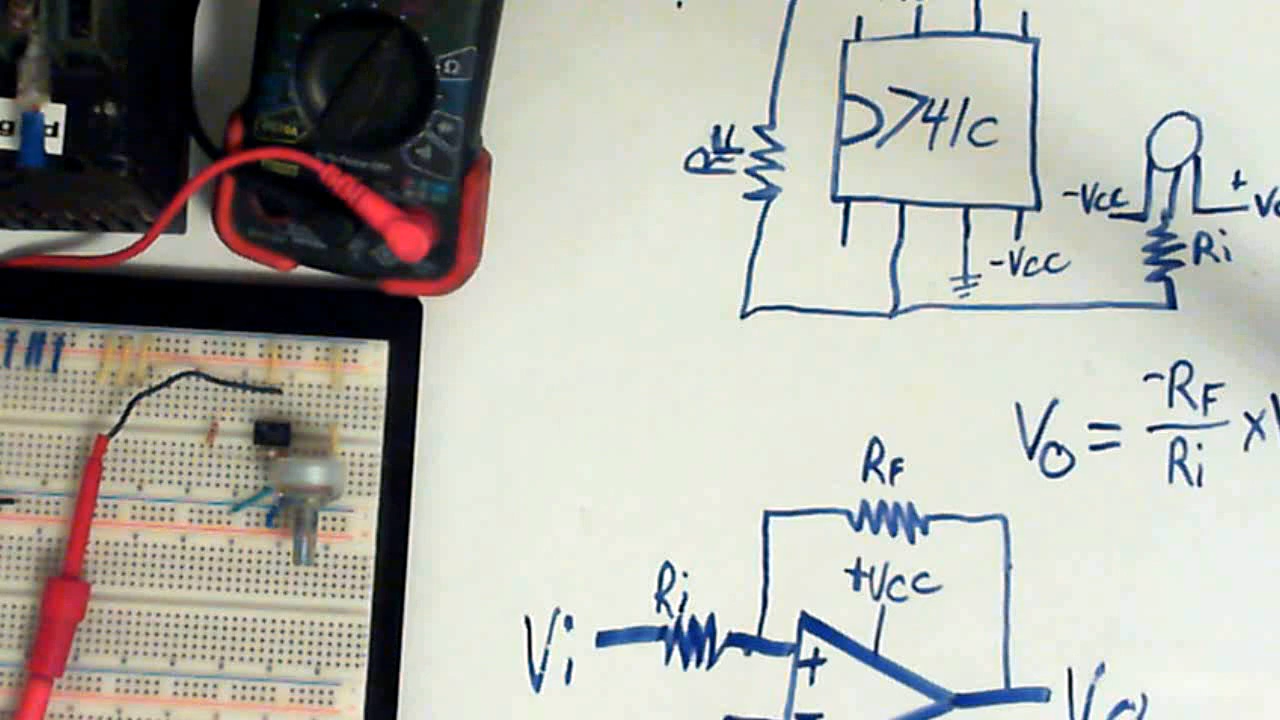 RF
741C
-Vcc
+
Ri
-Vcc
Vo = -RF / Ri x
RF
+Vcc
Ri
Vi
+
Vo
Ω